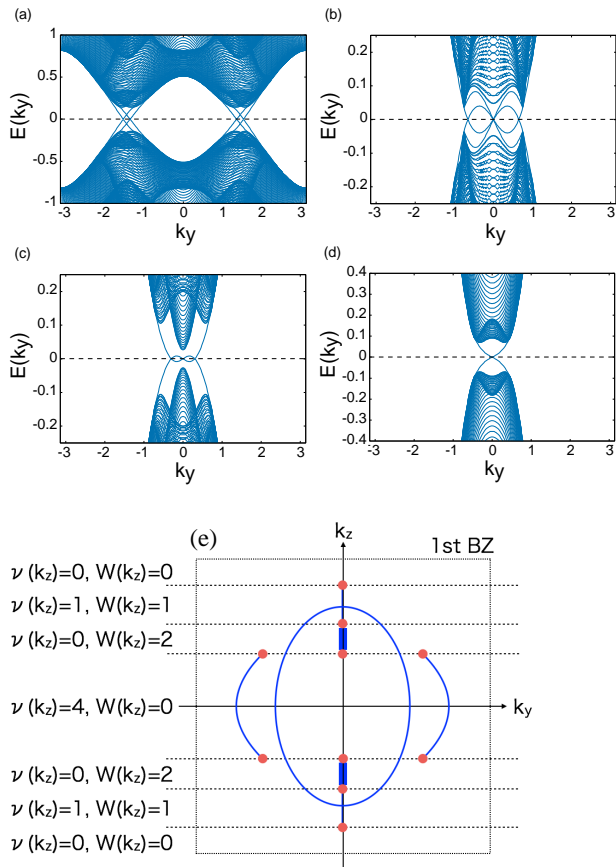 (a)
E(ky)
1
0.5
0
-0.5
-1
-3 -2 -1 0 1 2 3
ky
(b)
E(ky)
0.2
0.1
0
-0.1
-0.2
-3 -2 -1 0 1 2 3
ky
(c)
E(ky)
0.2
0.1
0
-0.1
-0.2
-3 -2 -1 0 1 2 3
ky
(d)
E(ky)
0.4
0.3
0.2
0.1
0
-0.1
-0.2
-0.3
-0.4
-3 -2 -1 0 1 2 3
ky
(e)
kz
1st BZ
ν(kz)=0, W(kz)=0
ν(kz)=1, W(kz)=1
ν(kz)=0, W(kz)=2
ν(kz)=4, W(kz)=0
ky
ν(kz)=0, W(kz)=2
ν(kz)=1, W(kz)=1
ν(kz)=0, W(kz)=0